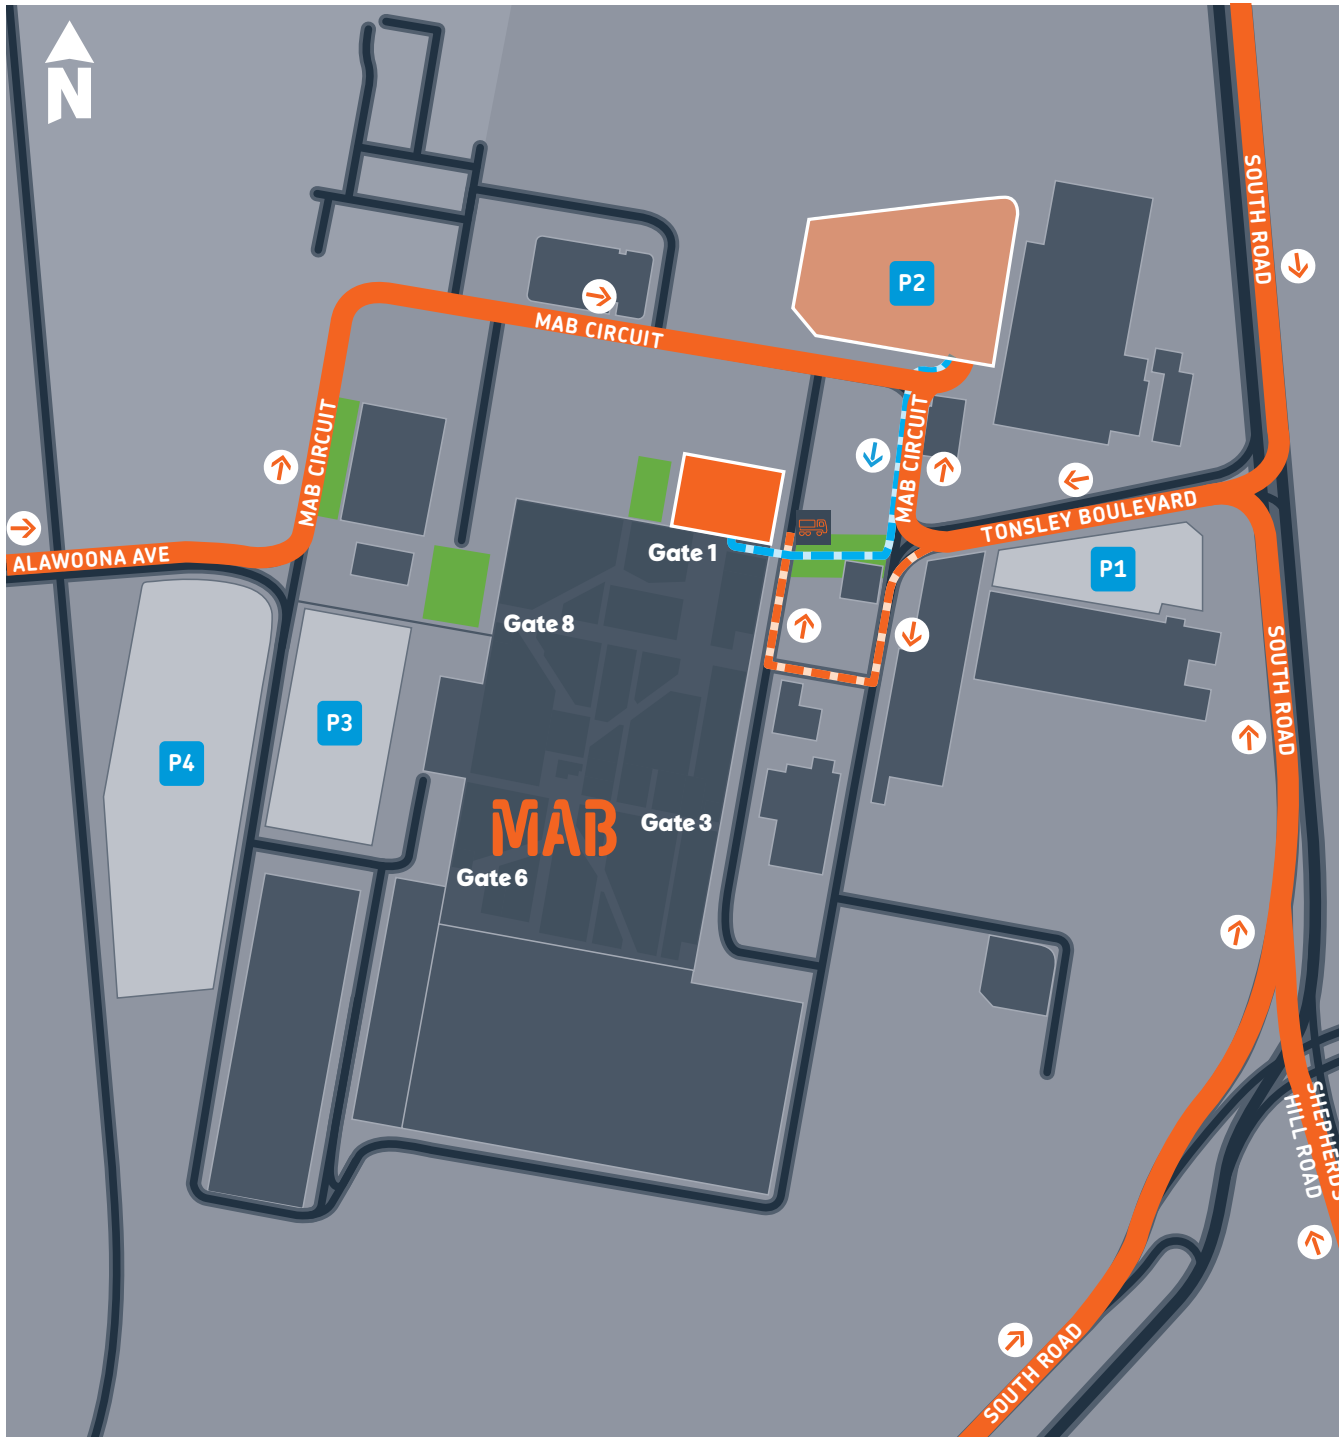 N
SOUTH ROAD
P2
MAB CIRCUIT
MAB CIRCUIT
MAB CIRCUIT
TONSLEY BOULEVARD
ALAWOONA AVE
Gate 1
P1
Gate 8
SOUTH ROAD
P3
P4
MAB
Gate 3
Gate 6
SHEPHERDS
HILL ROAD
SOUTH ROAD